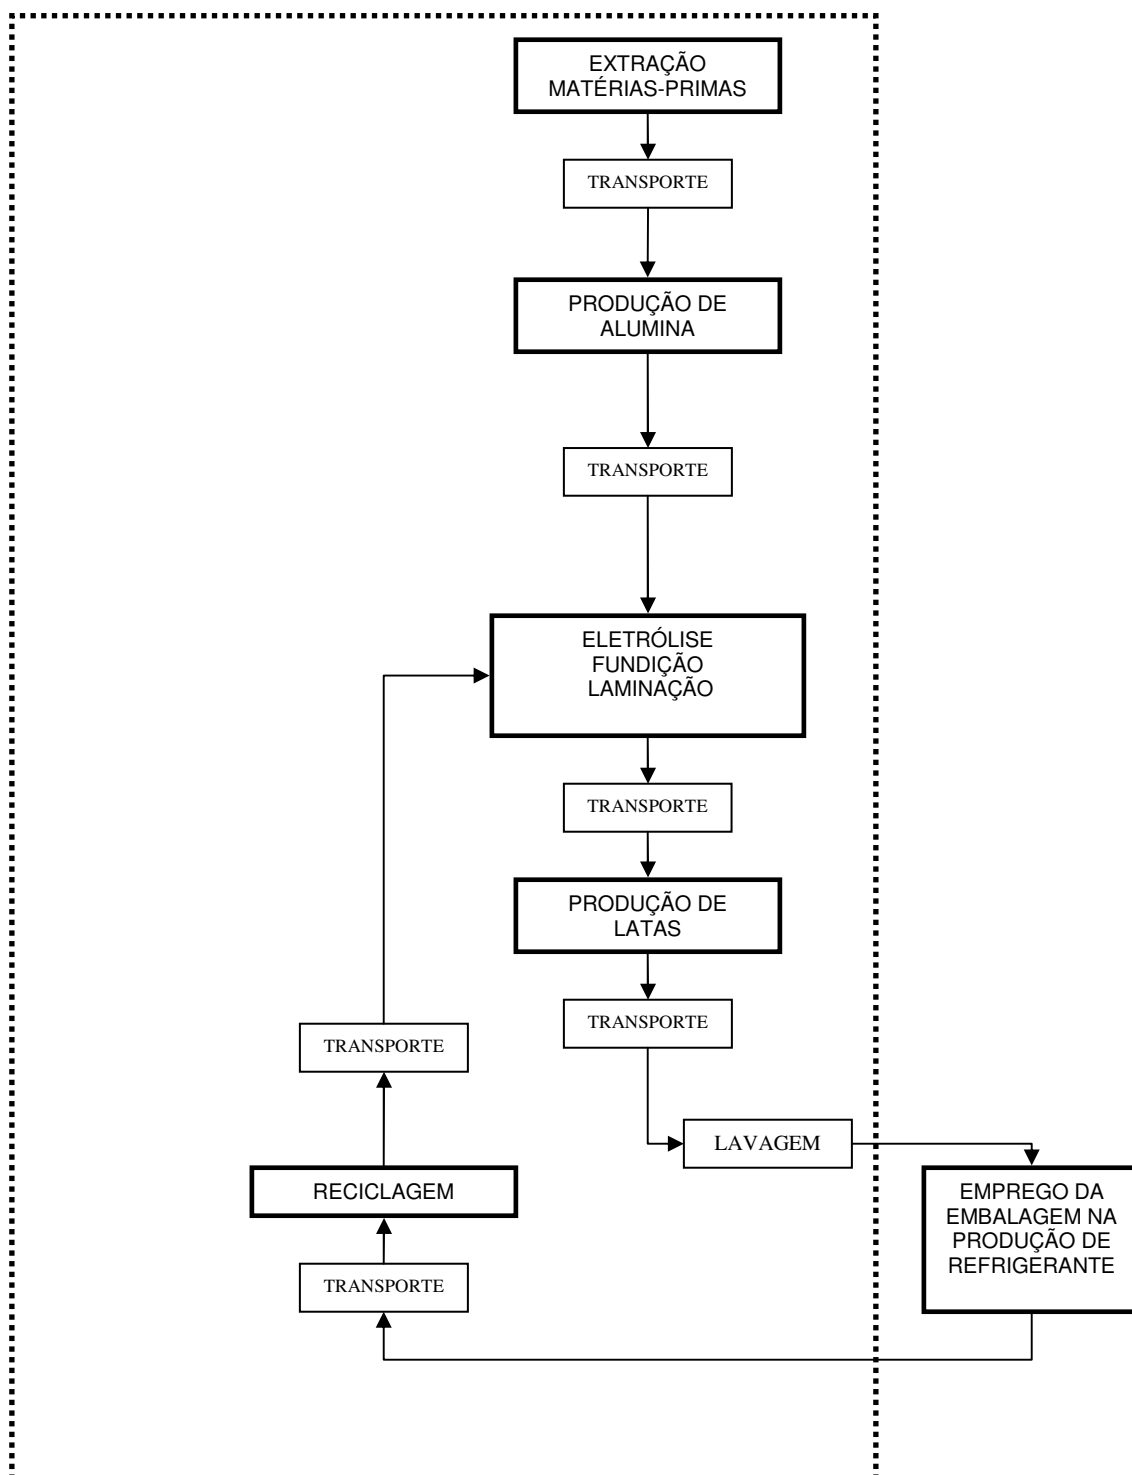 EXTRAÇÃO
MATÉRIAS-PRIMAS
TRANSPORTE
PRODUÇÃO DE
ALUMINA
TRANSPORTE
ELETRÓLISE
FUNDIÇÃO
LAMINAÇÃO
TRANSPORTE
PRODUÇÃO DE
LATAS
TRANSPORTE
TRANSPORTE
LAVAGEM
RECICLAGEM
EMPREGO DA
EMBALAGEM NA
PRODUÇÃO DE
REFRIGERANTE
TRANSPORTE